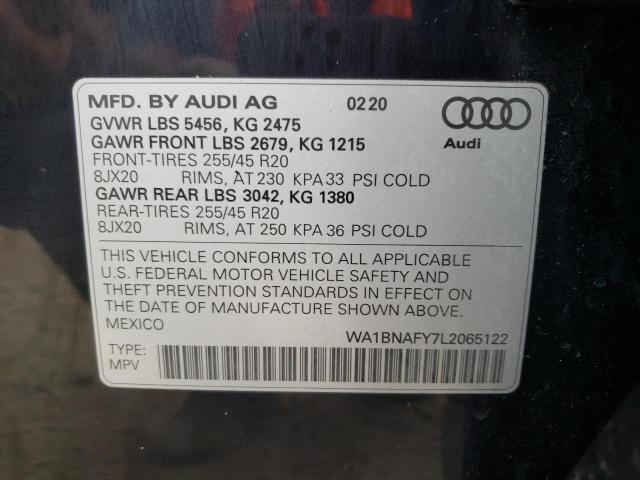 MFD. BY AUDI AG 0220
GVWR LBS 5456, KG 2475
GAWR FRONT LBS 2679, KG 1215
Audi
FRONT-TIRES 255/45 R20
8JX20 RIMS, AT 230 KPA 33 PSI COLD
GAWR REAR LBS 3042, KG 1380
REAR-TIRES 255/45 R20
8JX20 RIMS, AT 250 KPA 36 PSI COLD
THIS VEHICLE CONFORMS TO ALL APPLICABLE
U.S. FEDERAL MOTOR VEHICLE SAFETY AND
THEFT PREVENTION STANDARDS IN EFFECT ON
THE DATE OF MANUFACTURE SHOWN ABOVE.
MEXICO WA1BNAFY7L2065122
TYPE:
MPV